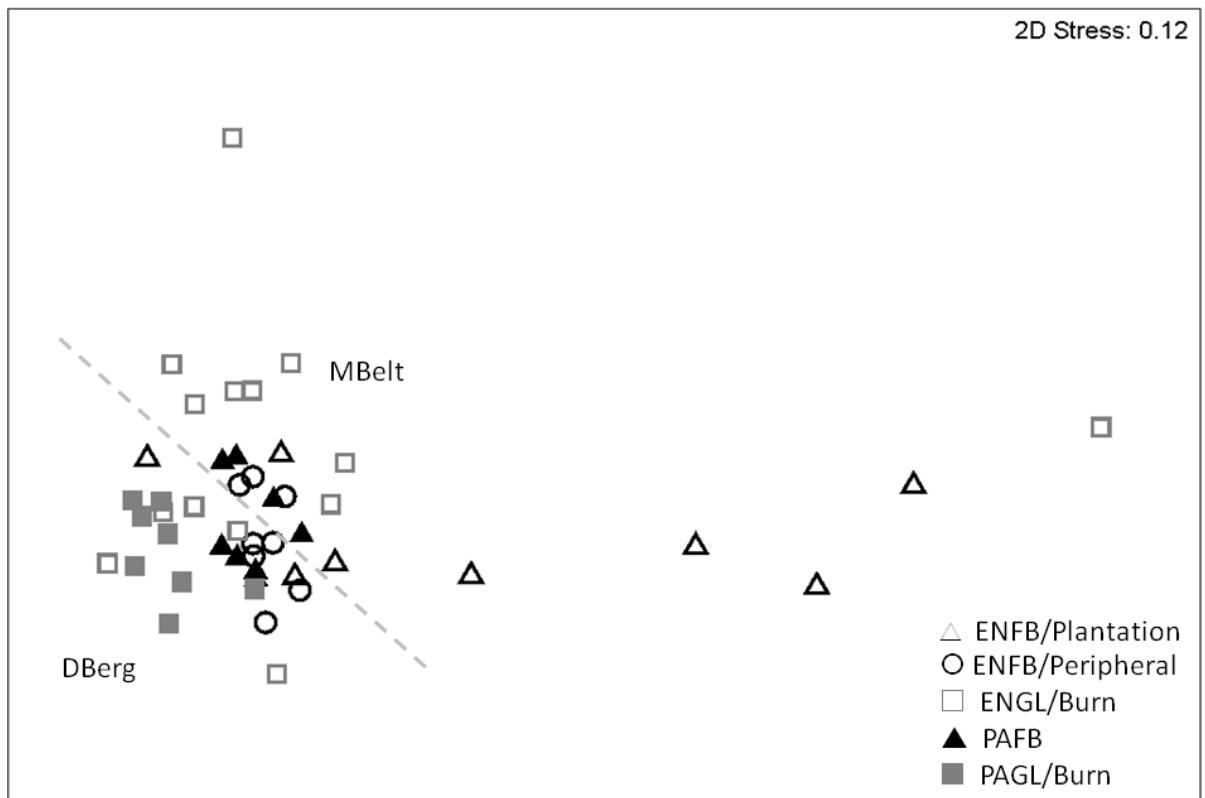 2D Stress: 0.12
MBelt
DBerg
ENFB/Plantation
ENFB/Peripheral
ENGL/Burn
PAFB
PAGL/Burn